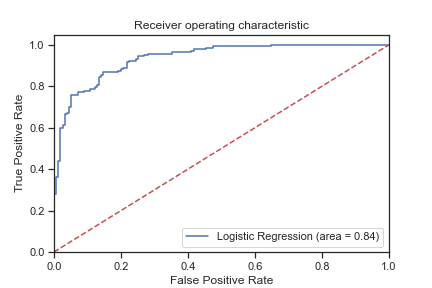 Receiver operating characteristic
1.0
0.8
0.6
0.4
0.2
0.0
True Positive Rate
0.0 0.2 0.4 0.6 0.8 1.0
False Positive Rate
Logistic Regression (area = 0.84)